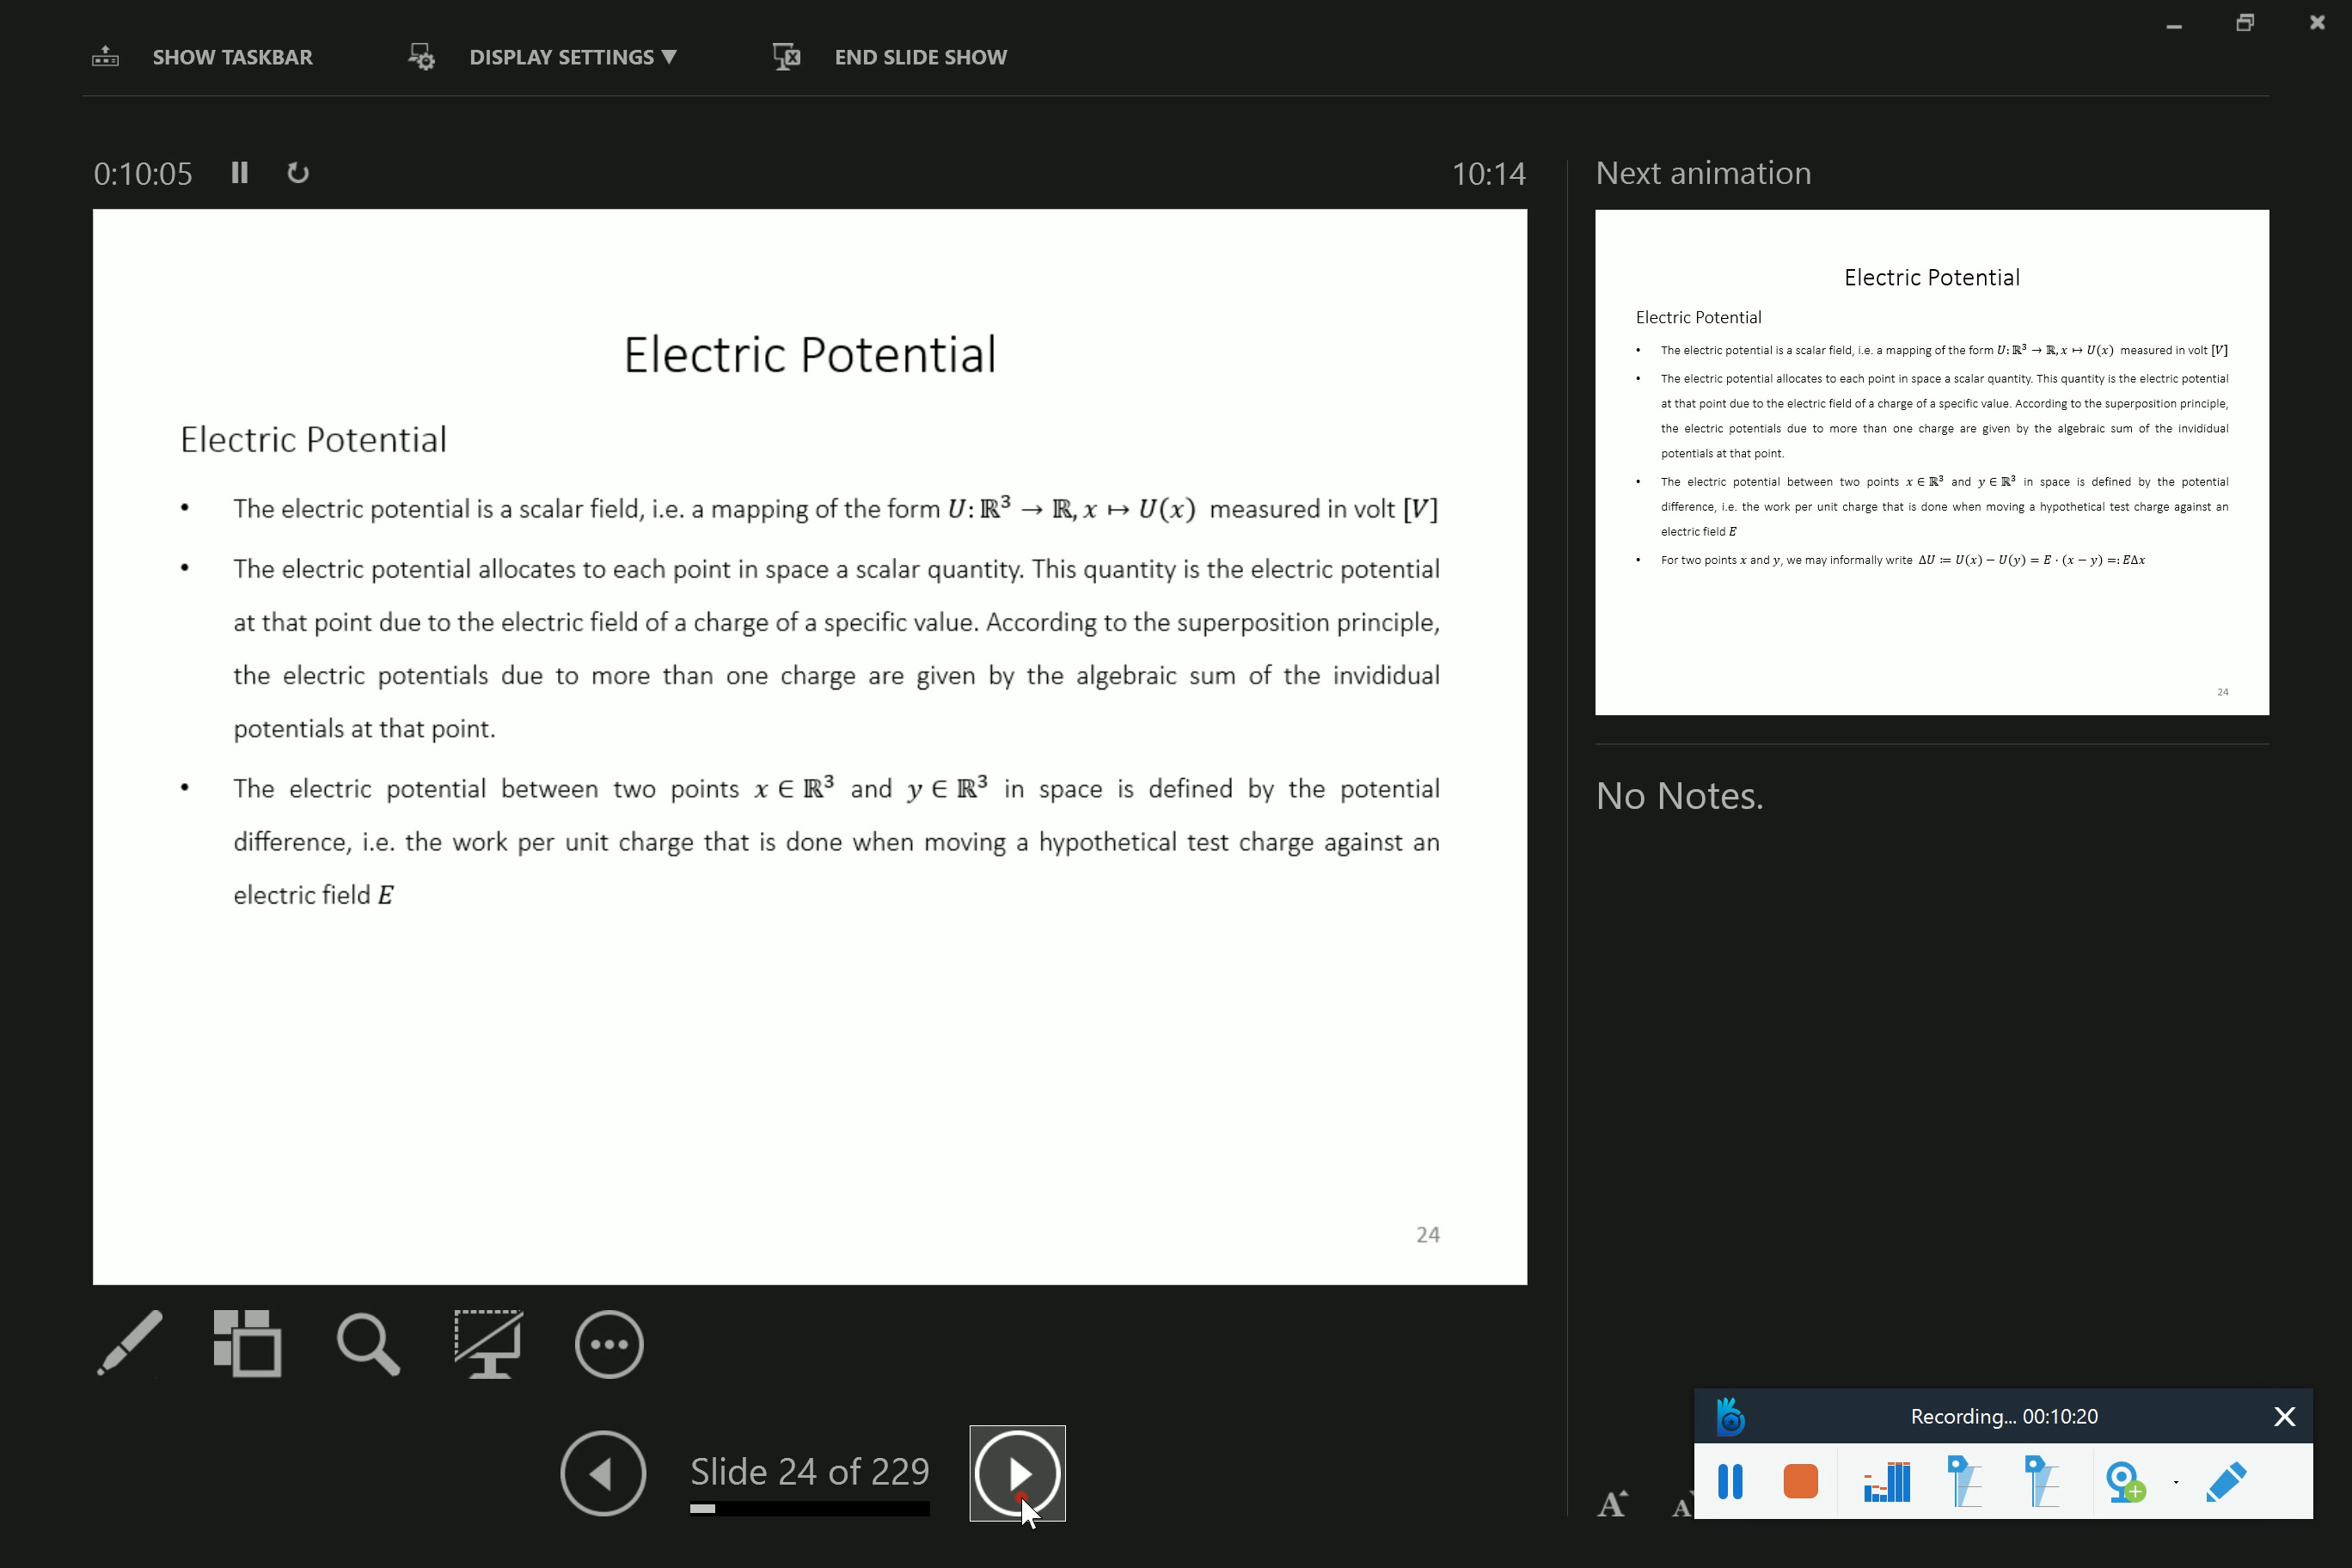 SHOW TASKBAR
DISPLAY SETTINGS ▼
END SLIDE SHOW
0:10:05
10:14
Electric Potential
Electric Potential
• The electric potential is a scalar field, i.e. a mapping of the form U: ℝ³ → ℝ, x ↦ U(x) measured in volt [V]
• The electric potential allocates to each point in space a scalar quantity. This quantity is the electric potential
at that point due to the electric field of a charge of a specific value. According to the superposition principle,
the electric potentials due to more than one charge are given by the algebraic sum of the invididual
potentials at that point.
• The electric potential between two points x ∈ ℝ³ and y ∈ ℝ³ in space is defined by the potential
difference, i.e. the work per unit charge that is done when moving a hypothetical test charge against an
electric field E
24
Slide 24 of 229
Next animation
Electric Potential
Electric Potential
• The electric potential is a scalar field, i.e. a mapping of the form U: ℝ³ → ℝ, x ↦ U(x) measured in volt [V]
• The electric potential allocates to each point in space a scalar quantity. This quantity is the electric potential
at that point due to the electric field of a charge of a specific value. According to the superposition principle,
the electric potentials due to more than one charge are given by the algebraic sum of the invididual
potentials at that point.
• The electric potential between two points x ∈ ℝ³ and y ∈ ℝ³ in space is defined by the potential
difference, i.e. the work per unit charge that is done when moving a hypothetical test charge against an
electric field E
• For two points x and y, we may informally write ΔU := U(x) − U(y) = E · (x − y) =: EΔx
24
No Notes.
A A
Recording... 00:10:20